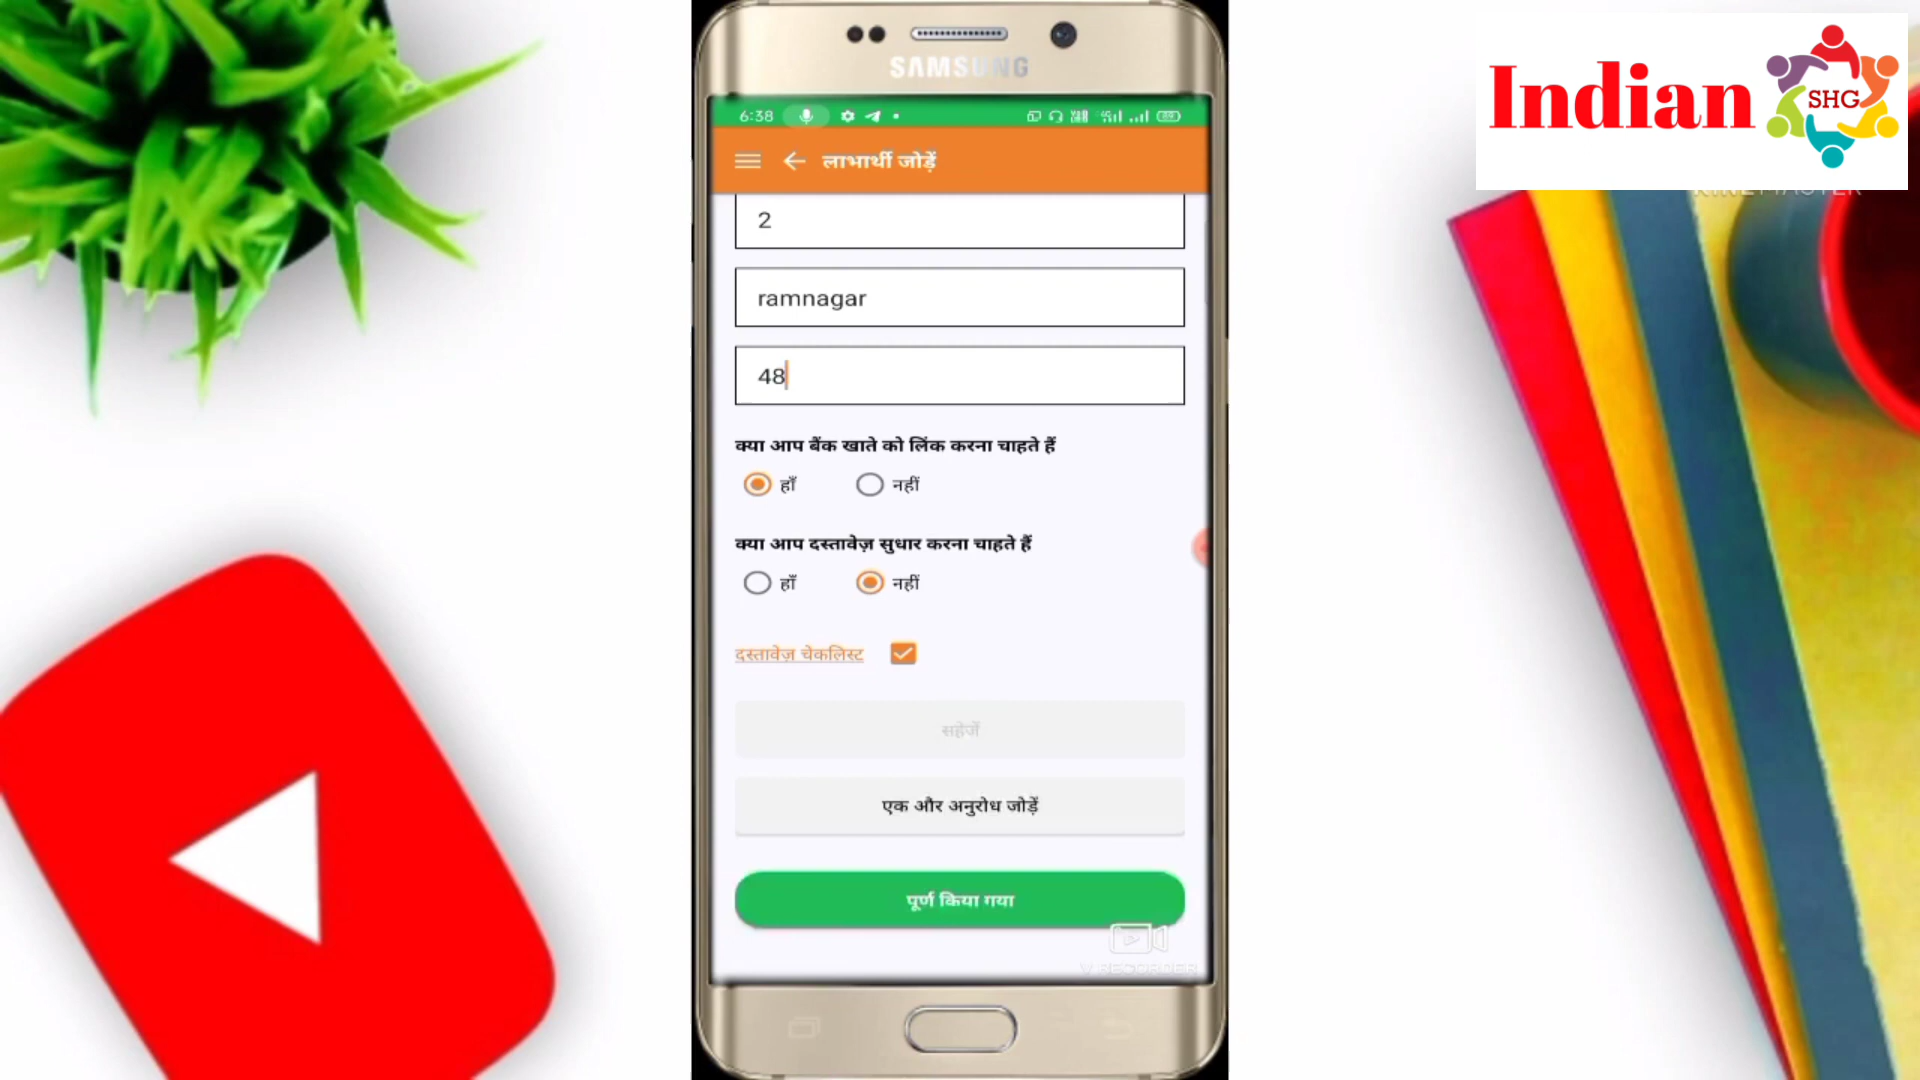 SAMSUNG
6:38
लाभार्थी जोड़ें
2
ramnagar
48
क्या आप बैंक खाते को लिंक करना चाहते हैं
हाँ नहीं
क्या आप दस्तावेज़ सुधार करना चाहते हैं
हाँ नहीं
दस्तावेज़ चेकलिस्ट
सहेजें
एक और अनुरोध जोड़ें
पूर्ण किया गया
V RECORDER
Indian
SHG